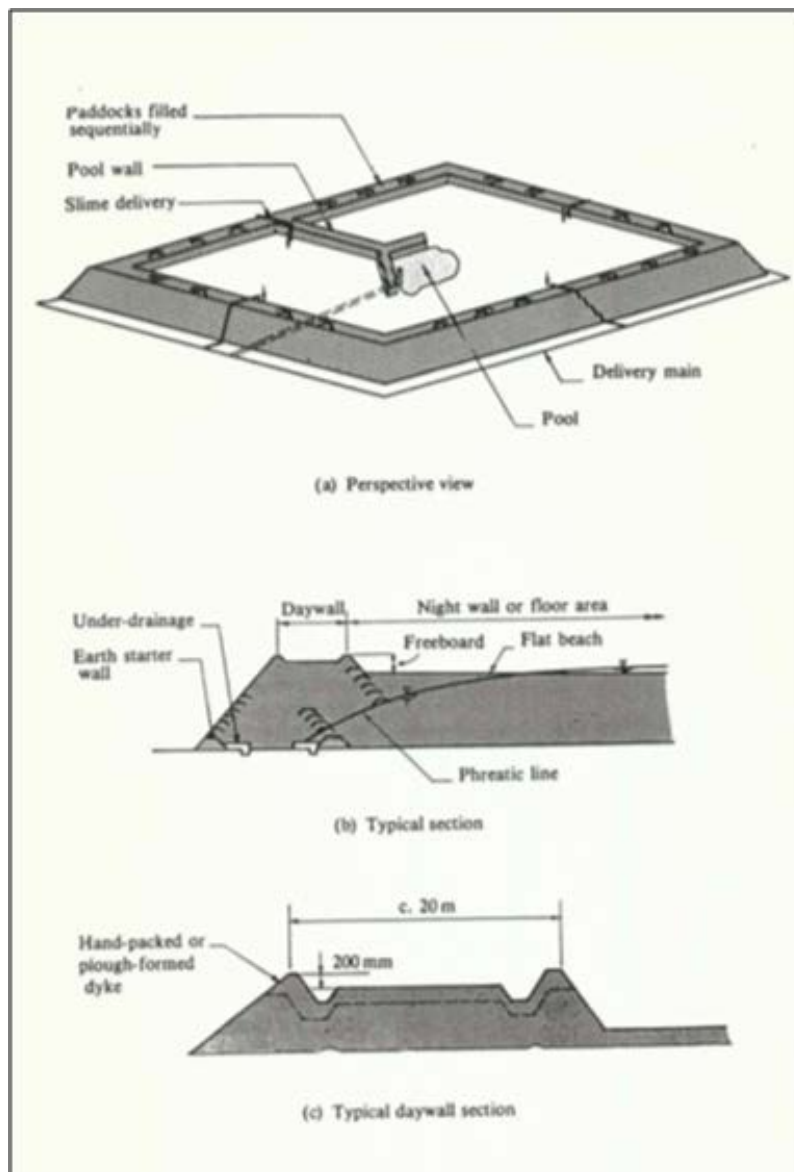 Paddocks filled
sequentially
Pool wall
Slime delivery
Delivery main
Pool
(a) Perspective view
Daywall
Night wall or floor area
Under-drainage
Freeboard
Flat beach
Earth starter
wall
Phreatic line
(b) Typical section
c. 20 m
Hand-packed or
plough-formed
dyke
200 mm
(c) Typical daywall section